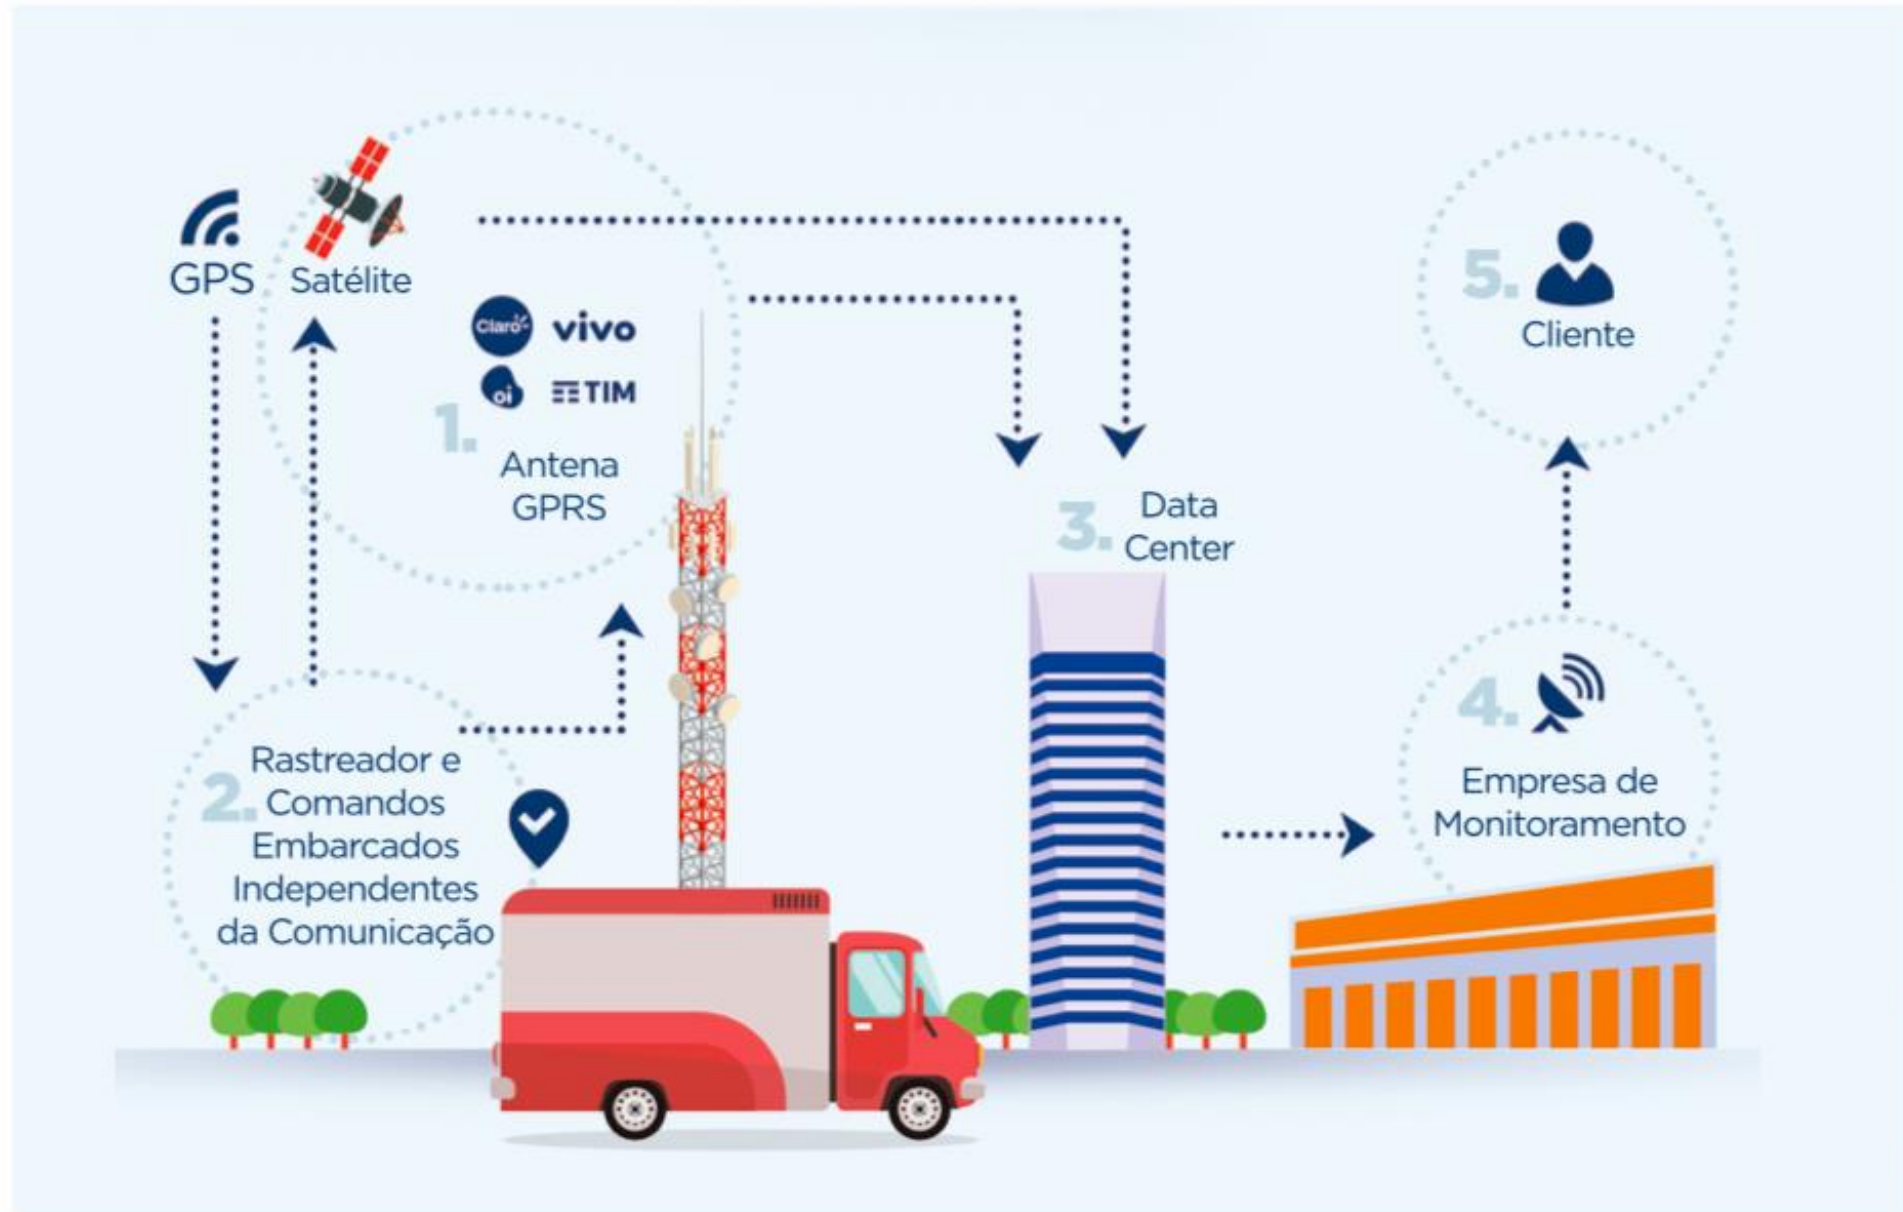 GPS
Satélite
Claro
vivo
oi
TIM
1.
Antena
GPRS
2.
Rastreador e
Comandos
Embarcados
Independentes
da Comunicação
3.
Data
Center
4.
Empresa de
Monitoramento
5.
Cliente